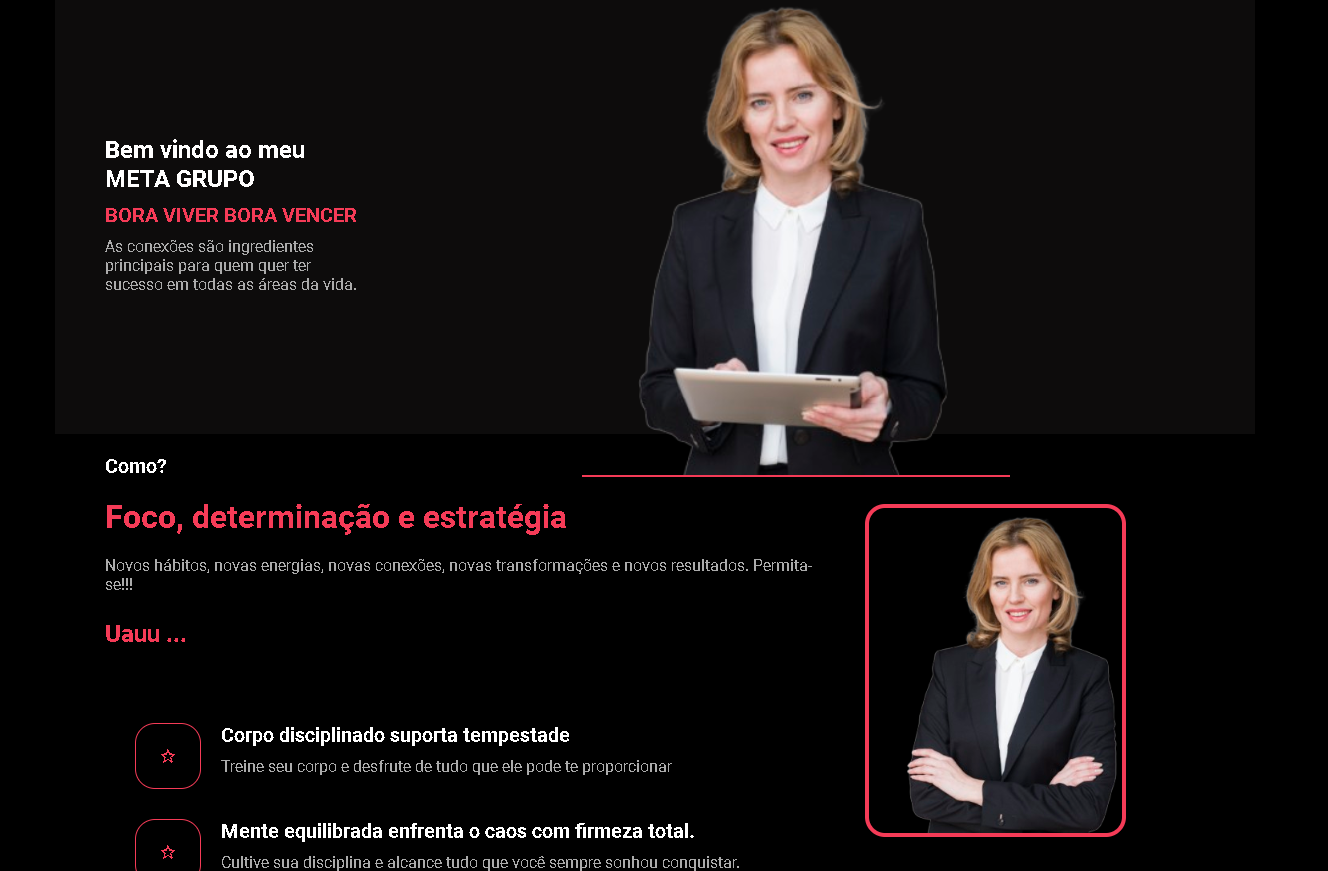 Bem vindo ao meu
META GRUPO
BORA VIVER BORA VENCER
As conexões são ingredientes
principais para quem quer ter
sucesso em todas as áreas da vida.
Como?
Foco, determinação e estratégia
Novos hábitos, novas energias, novas conexões, novas transformações e novos resultados. Permita-
se!!!
Uauu ...
Corpo disciplinado suporta tempestade
Treine seu corpo e desfrute de tudo que ele pode te proporcionar
Mente equilibrada enfrenta o caos com firmeza total.
Cultive sua disciplina e alcance tudo que você sempre sonhou conquistar.